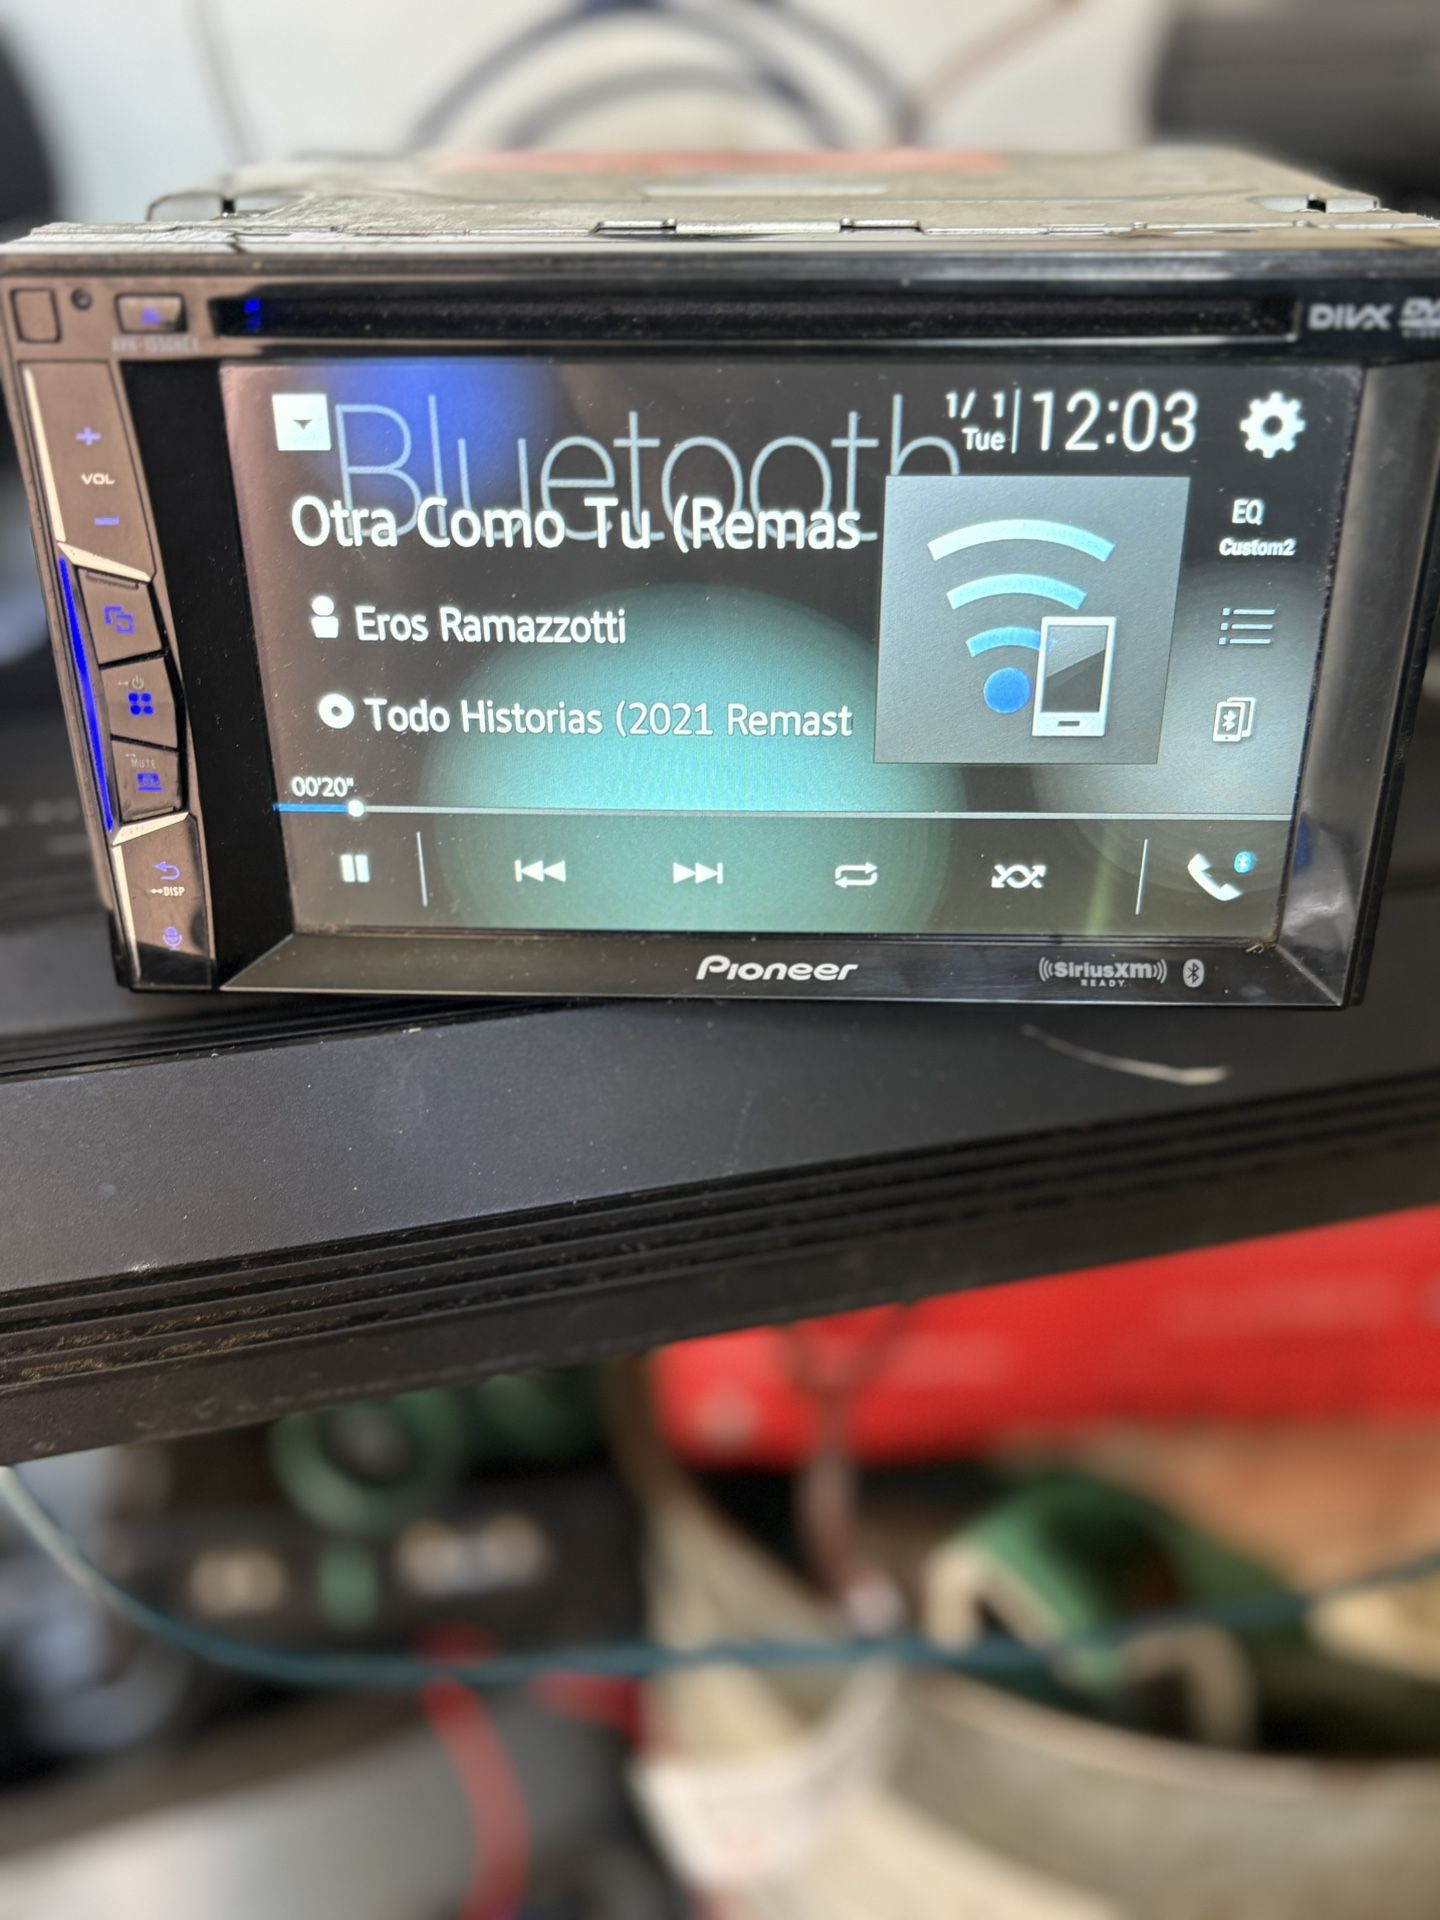 DIVX
Bluetooth
1/ 1
Tue
12:03
Otra Como Tu (Remas
EQ
Custom2
Eros Ramazzotti
Todo Historias (2021 Remast
00'20"
VOL
MUTE
DISP
Pioneer
SiriusXm
READY